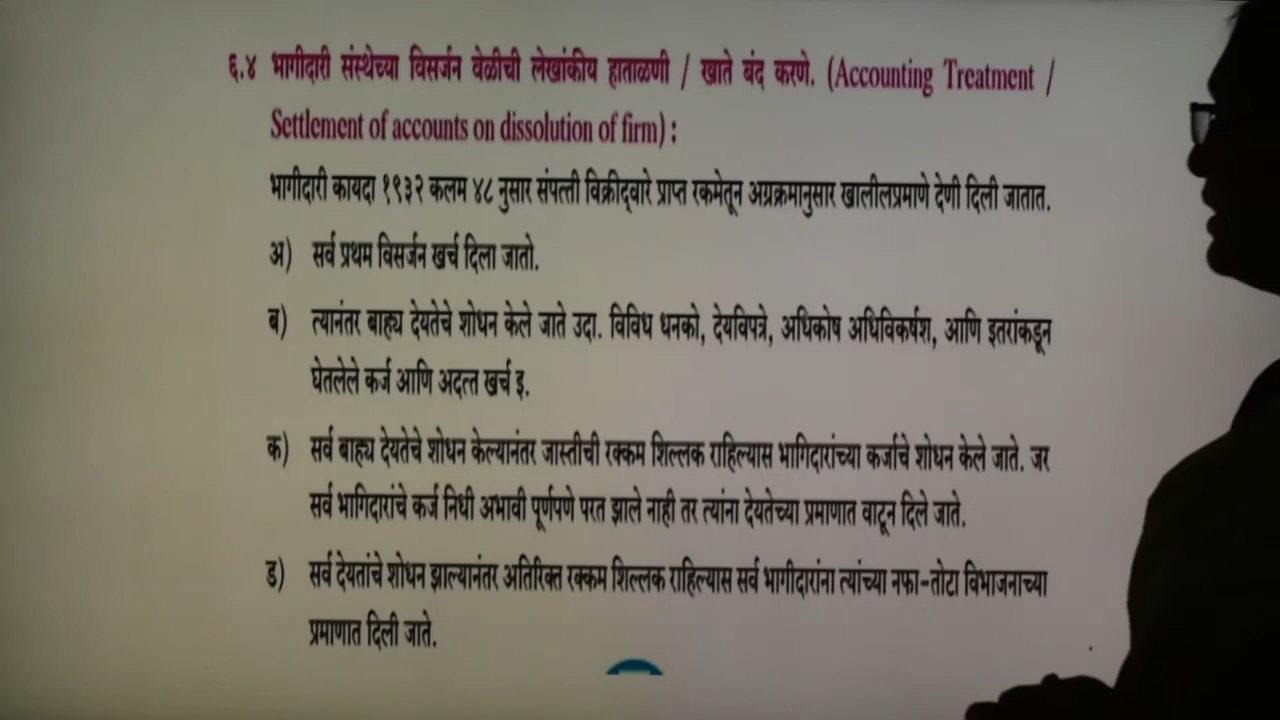 ६.४ भागीदारी संस्थेच्या विसर्जन वेळीची लेखांकीय हाताळणी / खाते बंद करणे. (Accounting Treatment /
Settlement of accounts on dissolution of firm) :
भागीदारी कायदा १९३२ कलम ४८ नुसार संपत्ती विक्रीद्वारे प्राप्त रकमेतून अग्रक्रमानुसार खालीलप्रमाणे देणी दिली जातात.
अ) सर्व प्रथम विसर्जन खर्च दिला जातो.
ब) त्यानंतर बाह्य देयतेचे शोधन केले जाते उदा. विविध धनको, देयविपत्रे, अधिकोष अधिविकर्षश, आणि इतरांकडून
घेतलेले कर्ज आणि अदत्त खर्च इ.
क) सर्व बाह्य देयतेचे शोधन केल्यानंतर जास्तीची रक्कम शिल्लक राहिल्यास भागिदारांच्या कर्जाचे शोधन केले जाते. जर
सर्व भागिदारांचे कर्ज निधी अभावी पूर्णपणे परत झाले नाही तर त्यांना देयतेच्या प्रमाणात वाटून दिले जाते.
ड) सर्व देयतांचे शोधन झाल्यानंतर अतिरिक्त रक्कम शिल्लक राहिल्यास सर्व भागीदारांना त्यांच्या नफा-तोटा विभाजनाच्या
प्रमाणात दिली जाते.